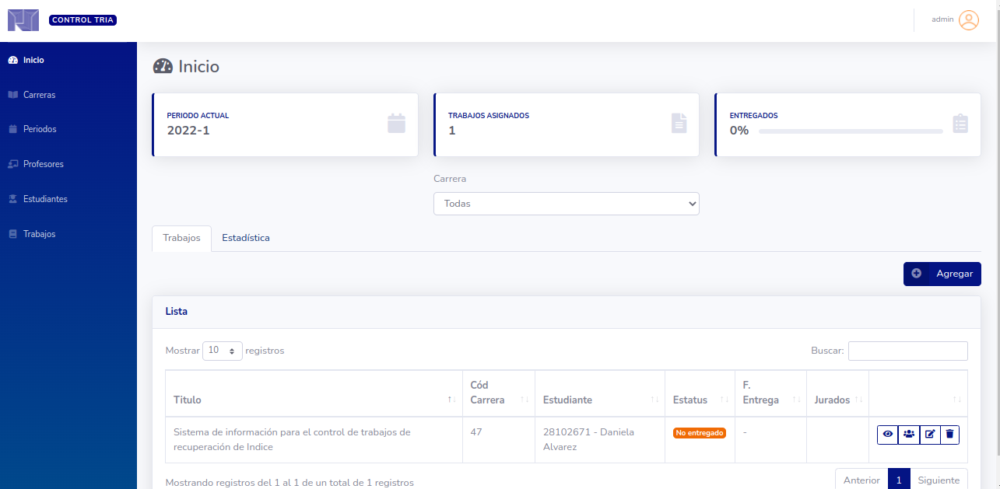 CONTROL TRIA
admin
Inicio
Carreras
Periodos
Profesores
Estudiantes
Trabajos
Inicio
PERIODO ACTUAL
2022-1
TRABAJOS ASIGNADOS
1
ENTREGADOS
0%
Carrera
Todas
Trabajos
Estadística
Agregar
Lista
Mostrar 10 registros
Buscar:
Titulo
Cód
Carrera
Estudiante
Estatus
F.
Entrega
Jurados
Sistema de información para el control de trabajos de
recuperación de Indice
47
28102671 - Daniela
Alvarez
No entregado
-
Mostrando registros del 1 al 1 de un total de 1 registros
Anterior 1 Siguiente